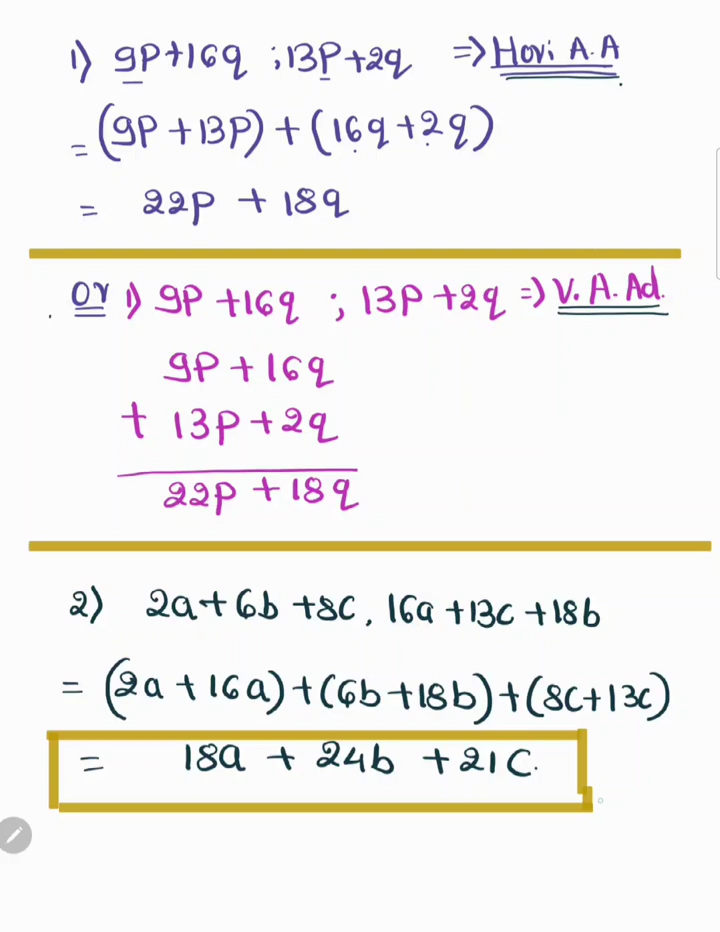 1) 9p+16q ; 13p+2q => Hori A.A.
= (9p+13p)+(16q+2q)
= 22p + 18q
or 1) 9p+16q ; 13p+2q => V. A. Ad.
9p+16q
+ 13p+2q
22p+18q
2) 2a+6b+8c, 16a+13c+18b
= (2a+16a)+(6b+18b)+(8c+13c)
= 18a + 24b + 21c.